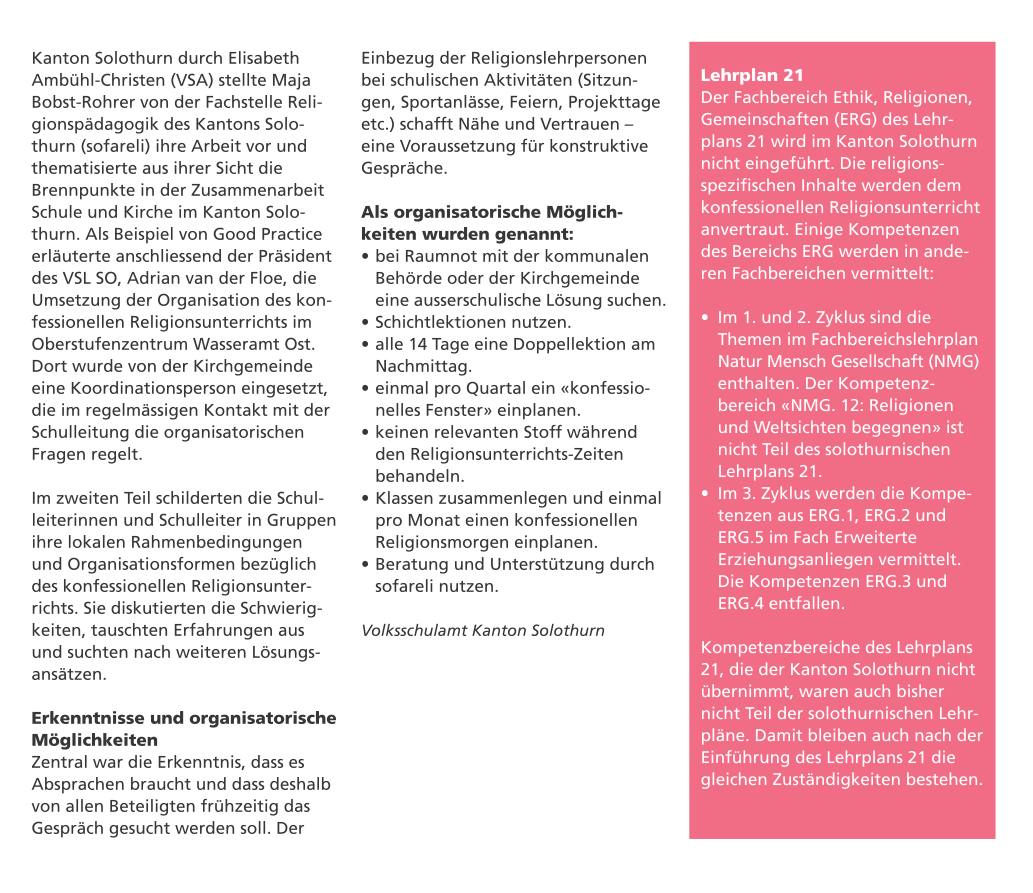 Kanton Solothurn durch Elisabeth
Ambühl-Christen (VSA) stellte Maja
Bobst-Rohrer von der Fachstelle Reli-
gionspädagogik des Kantons Solo-
thurn (sofareli) ihre Arbeit vor und
thematisierte aus ihrer Sicht die
Brennpunkte in der Zusammenarbeit
Schule und Kirche im Kanton Solo-
thurn. Als Beispiel von Good Practice
erläuterte anschliessend der Präsident
des VSL SO, Adrian van der Floe, die
Umsetzung der Organisation des kon-
fessionellen Religionsunterrichts im
Oberstufenzentrum Wasseramt Ost.
Dort wurde von der Kirchgemeinde
eine Koordinationsperson eingesetzt,
die im regelmässigen Kontakt mit der
Schulleitung die organisatorischen
Fragen regelt.

Im zweiten Teil schilderten die Schul-
leiterinnen und Schulleiter in Gruppen
ihre lokalen Rahmenbedingungen
und Organisationsformen bezüglich
des konfessionellen Religionsunter-
richts. Sie diskutierten die Schwierig-
keiten, tauschten Erfahrungen aus
und suchten nach weiteren Lösungs-
ansätzen.

Erkenntnisse und organisatorische
Möglichkeiten
Zentral war die Erkenntnis, dass es
Absprachen braucht und dass deshalb
von allen Beteiligten frühzeitig das
Gespräch gesucht werden soll. Der
Einbezug der Religionslehrpersonen
bei schulischen Aktivitäten (Sitzun-
gen, Sportanlässe, Feiern, Projekttage
etc.) schafft Nähe und Vertrauen –
eine Voraussetzung für konstruktive
Gespräche.

Als organisatorische Möglich-
keiten wurden genannt:
• bei Raumnot mit der kommunalen
Behörde oder der Kirchgemeinde
eine ausserschulische Lösung suchen.
• Schichtlektionen nutzen.
• alle 14 Tage eine Doppellektion am
Nachmittag.
• einmal pro Quartal ein «konfessio-
nelles Fenster» einplanen.
• keinen relevanten Stoff während
den Religionsunterrichts-Zeiten
behandeln.
• Klassen zusammenlegen und einmal
pro Monat einen konfessionellen
Religionsmorgen einplanen.
• Beratung und Unterstützung durch
sofareli nutzen.

Volksschulamt Kanton Solothurn

Lehrplan 21
Der Fachbereich Ethik, Religionen,
Gemeinschaften (ERG) des Lehr-
plans 21 wird im Kanton Solothurn
nicht eingeführt. Die religions-
spezifischen Inhalte werden dem
konfessionellen Religionsunterricht
anvertraut. Einige Kompetenzen
des Bereichs ERG werden in ande-
ren Fachbereichen vermittelt:

• Im 1. und 2. Zyklus sind die
Themen im Fachbereichslehrplan
Natur Mensch Gesellschaft (NMG)
enthalten. Der Kompetenz-
bereich «NMG. 12: Religionen
und Weltsichten begegnen» ist
nicht Teil des solothurnischen
Lehrplans 21.
• Im 3. Zyklus werden die Kompe-
tenzen aus ERG.1, ERG.2 und
ERG.5 im Fach Erweiterte
Erziehungsanliegen vermittelt.
Die Kompetenzen ERG.3 und
ERG.4 entfallen.

Kompetenzbereiche des Lehrplans
21, die der Kanton Solothurn nicht
übernimmt, waren auch bisher
nicht Teil der solothurnischen Lehr-
pläne. Damit bleiben auch nach der
Einführung des Lehrplans 21 die
gleichen Zuständigkeiten bestehen.